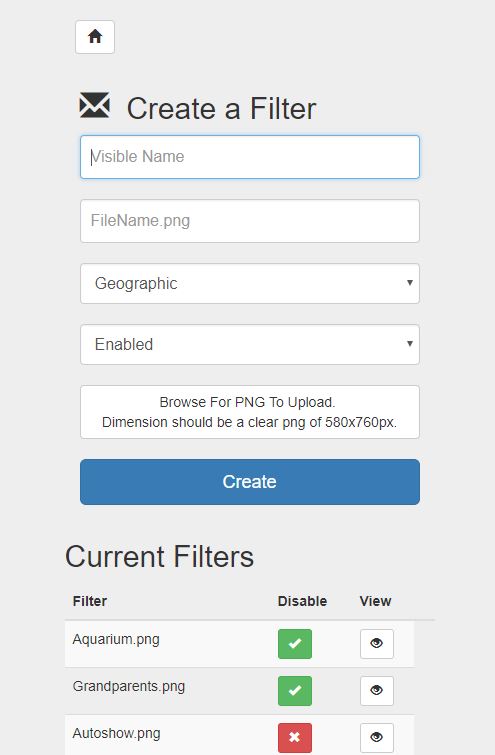 Create a Filter
Visible Name
FileName.png
Geographic
Enabled
Browse For PNG To Upload.
Dimension should be a clear png of 580x760px.
Create
Current Filters
Filter Disable View
Aquarium.png
Grandparents.png
Autoshow.png